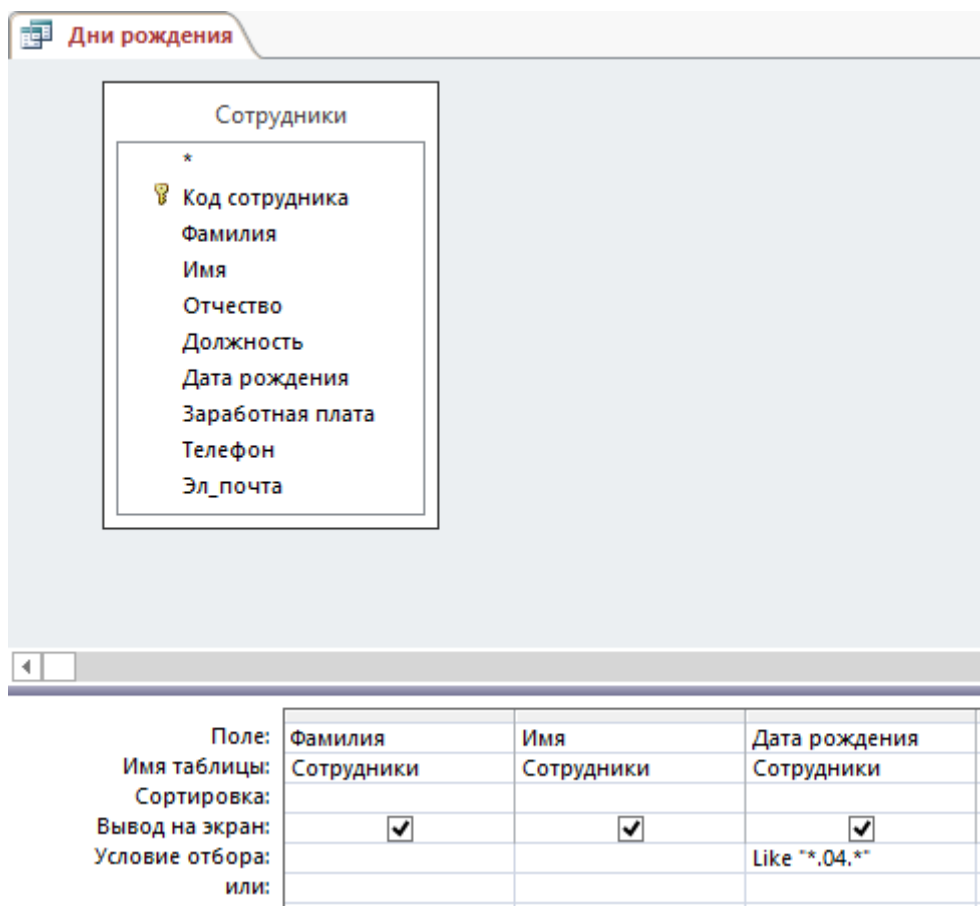 Дни рождения
Сотрудники
*
Код сотрудника
Фамилия
Имя
Отчество
Должность
Дата рождения
Заработная плата
Телефон
Эл_почта
Поле: Фамилия Имя Дата рождения
Имя таблицы: Сотрудники Сотрудники Сотрудники
Сортировка:
Вывод на экран:
Условие отбора: Like "*.04.*"
или: